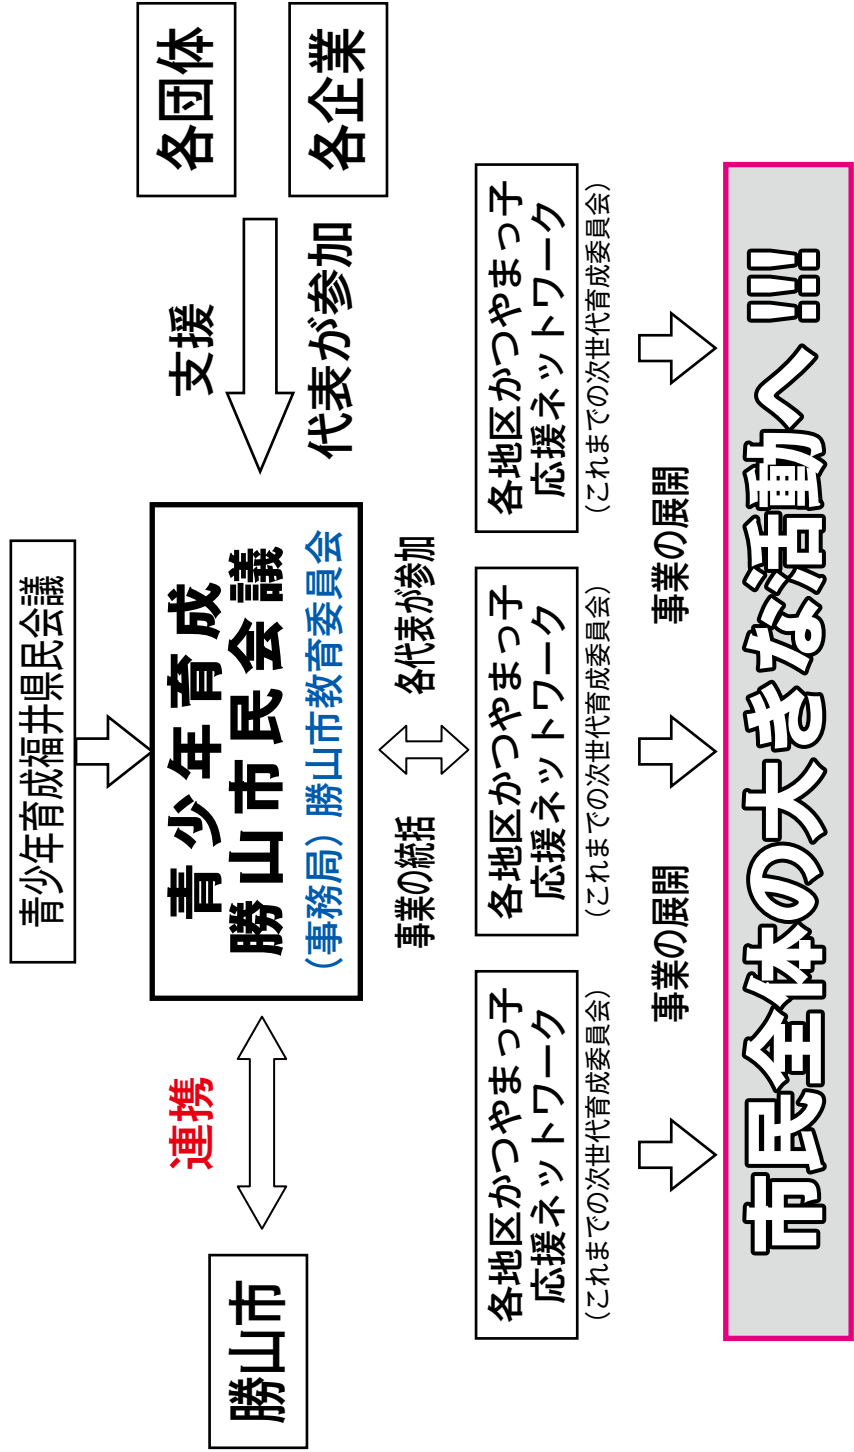 青少年育成福井県民会議
勝山市
連携
青少年育成
勝山市民会議
（事務局）勝山市教育委員会
支援
代表が参加
各団体
各企業
事業の統括
各代表が参加
各地区かつやまっ子
応援ネットワーク
（これまでの次世代育成委員会）
各地区かつやまっ子
応援ネットワーク
（これまでの次世代育成委員会）
各地区かつやまっ子
応援ネットワーク
（これまでの次世代育成委員会）
事業の展開
事業の展開
市民全体の大きな活動へ!!!